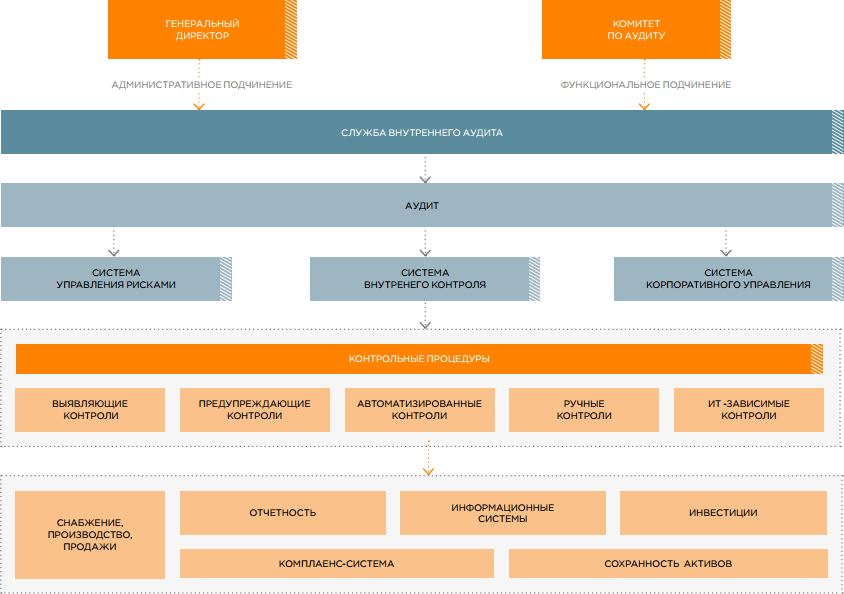 ГЕНЕРАЛЬНЫЙ
ДИРЕКТОР
КОМИТЕТ
ПО АУДИТУ
АДМИНИСТРАТИВНОЕ ПОДЧИНЕНИЕ
ФУНКЦИОНАЛЬНОЕ ПОДЧИНЕНИЕ
СЛУЖБА ВНУТРЕННЕГО АУДИТА
АУДИТ
СИСТЕМА
УПРАВЛЕНИЯ РИСКАМИ
СИСТЕМА
ВНУТРЕНЕГО КОНТРОЛЯ
СИСТЕМА
КОРПОРАТИВНОГО УПРАВЛЕНИЯ
КОНТРОЛЬНЫЕ ПРОЦЕДУРЫ
ВЫЯВЛЯЮЩИЕ
КОНТРОЛИ
ПРЕДУПРЕЖДАЮЩИЕ
КОНТРОЛИ
АВТОМАТИЗИРОВАННЫЕ
КОНТРОЛИ
РУЧНЫЕ
КОНТРОЛИ
ИТ -ЗАВИСИМЫЕ
КОНТРОЛИ
СНАБЖЕНИЕ,
ПРОИЗВОДСТВО,
ПРОДАЖИ
ОТЧЕТНОСТЬ
ИНФОРМАЦИОННЫЕ
СИСТЕМЫ
ИНВЕСТИЦИИ
КОМПЛАЕНС-СИСТЕМА
СОХРАННОСТЬ АКТИВОВ